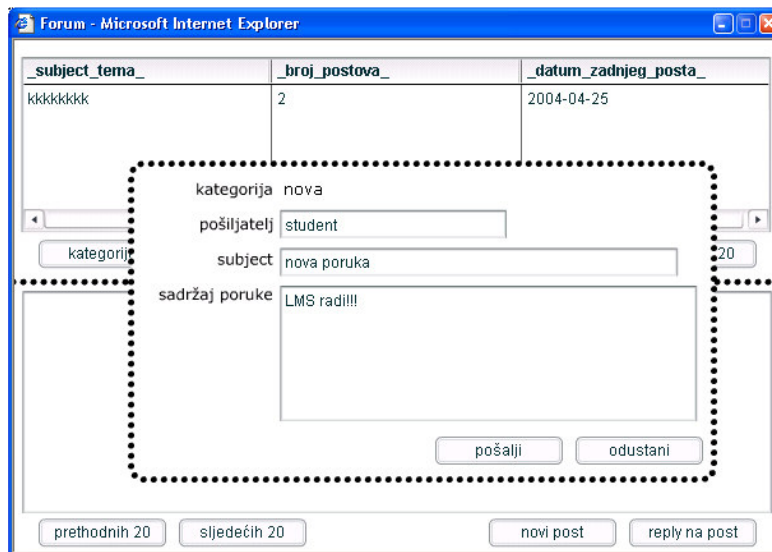 Forum - Microsoft Internet Explorer
_subject_tema_ _broj_postova_ _datum_zadnjeg_posta_
kkkkkkkk 2 2004-04-25
kategorija nova
pošiljatelj student
subject nova poruka
sadržaj poruke LMS radi!!!
pošalji odustani
20
prethodnih 20 sljedećih 20 novi post reply na post